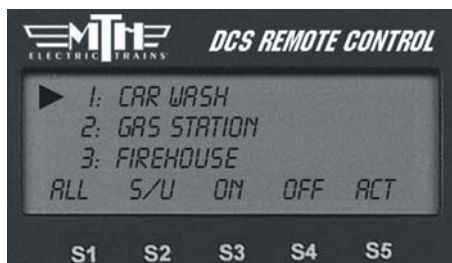 MTH DCS REMOTE CONTROL
ELECTRIC TRAINS
1: CAR WASH
2: GAS STATION
3: FIREHOUSE
ALL S/U ON OFF ACT
S1 S2 S3 S4 S5